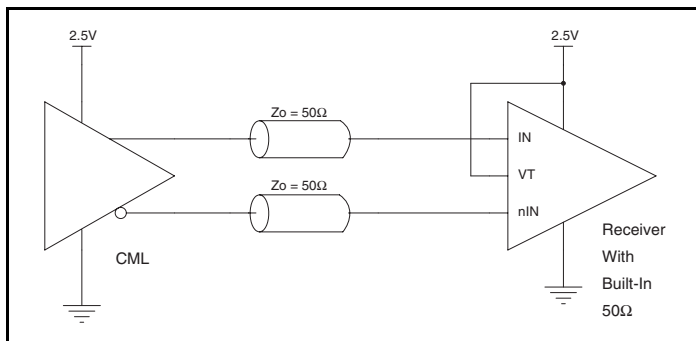 2.5V
2.5V
Zo = 50Ω
IN
VT
Zo = 50Ω
nIN
CML
Receiver
With
Built-In
50Ω